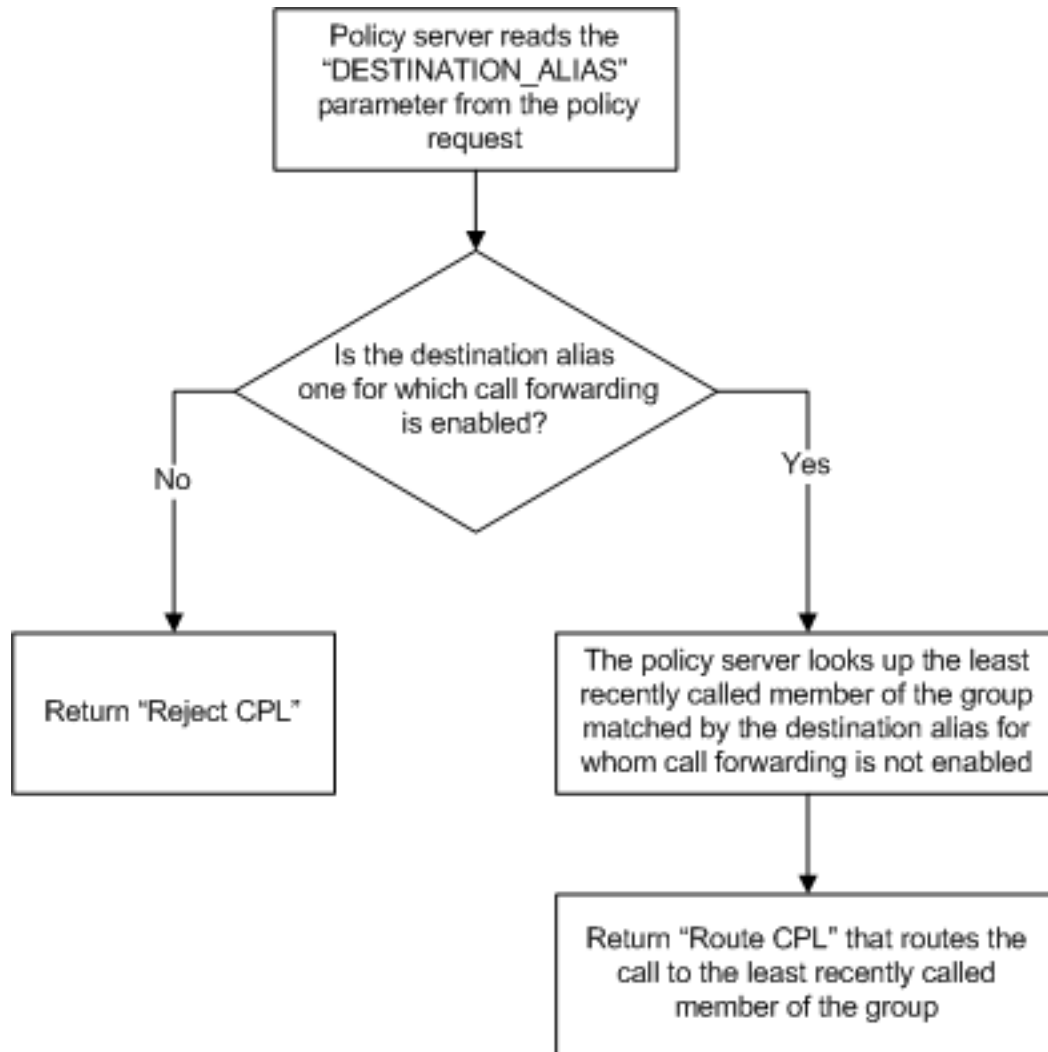 Policy server reads the
“DESTINATION_ALIAS”
parameter from the policy
request
Is the destination alias
one for which call forwarding
is enabled?
No
Yes
Return “Reject CPL”
The policy server looks up the least
recently called member of the group
matched by the destination alias for
whom call forwarding is not enabled
Return “Route CPL” that routes the
call to the least recently called
member of the group